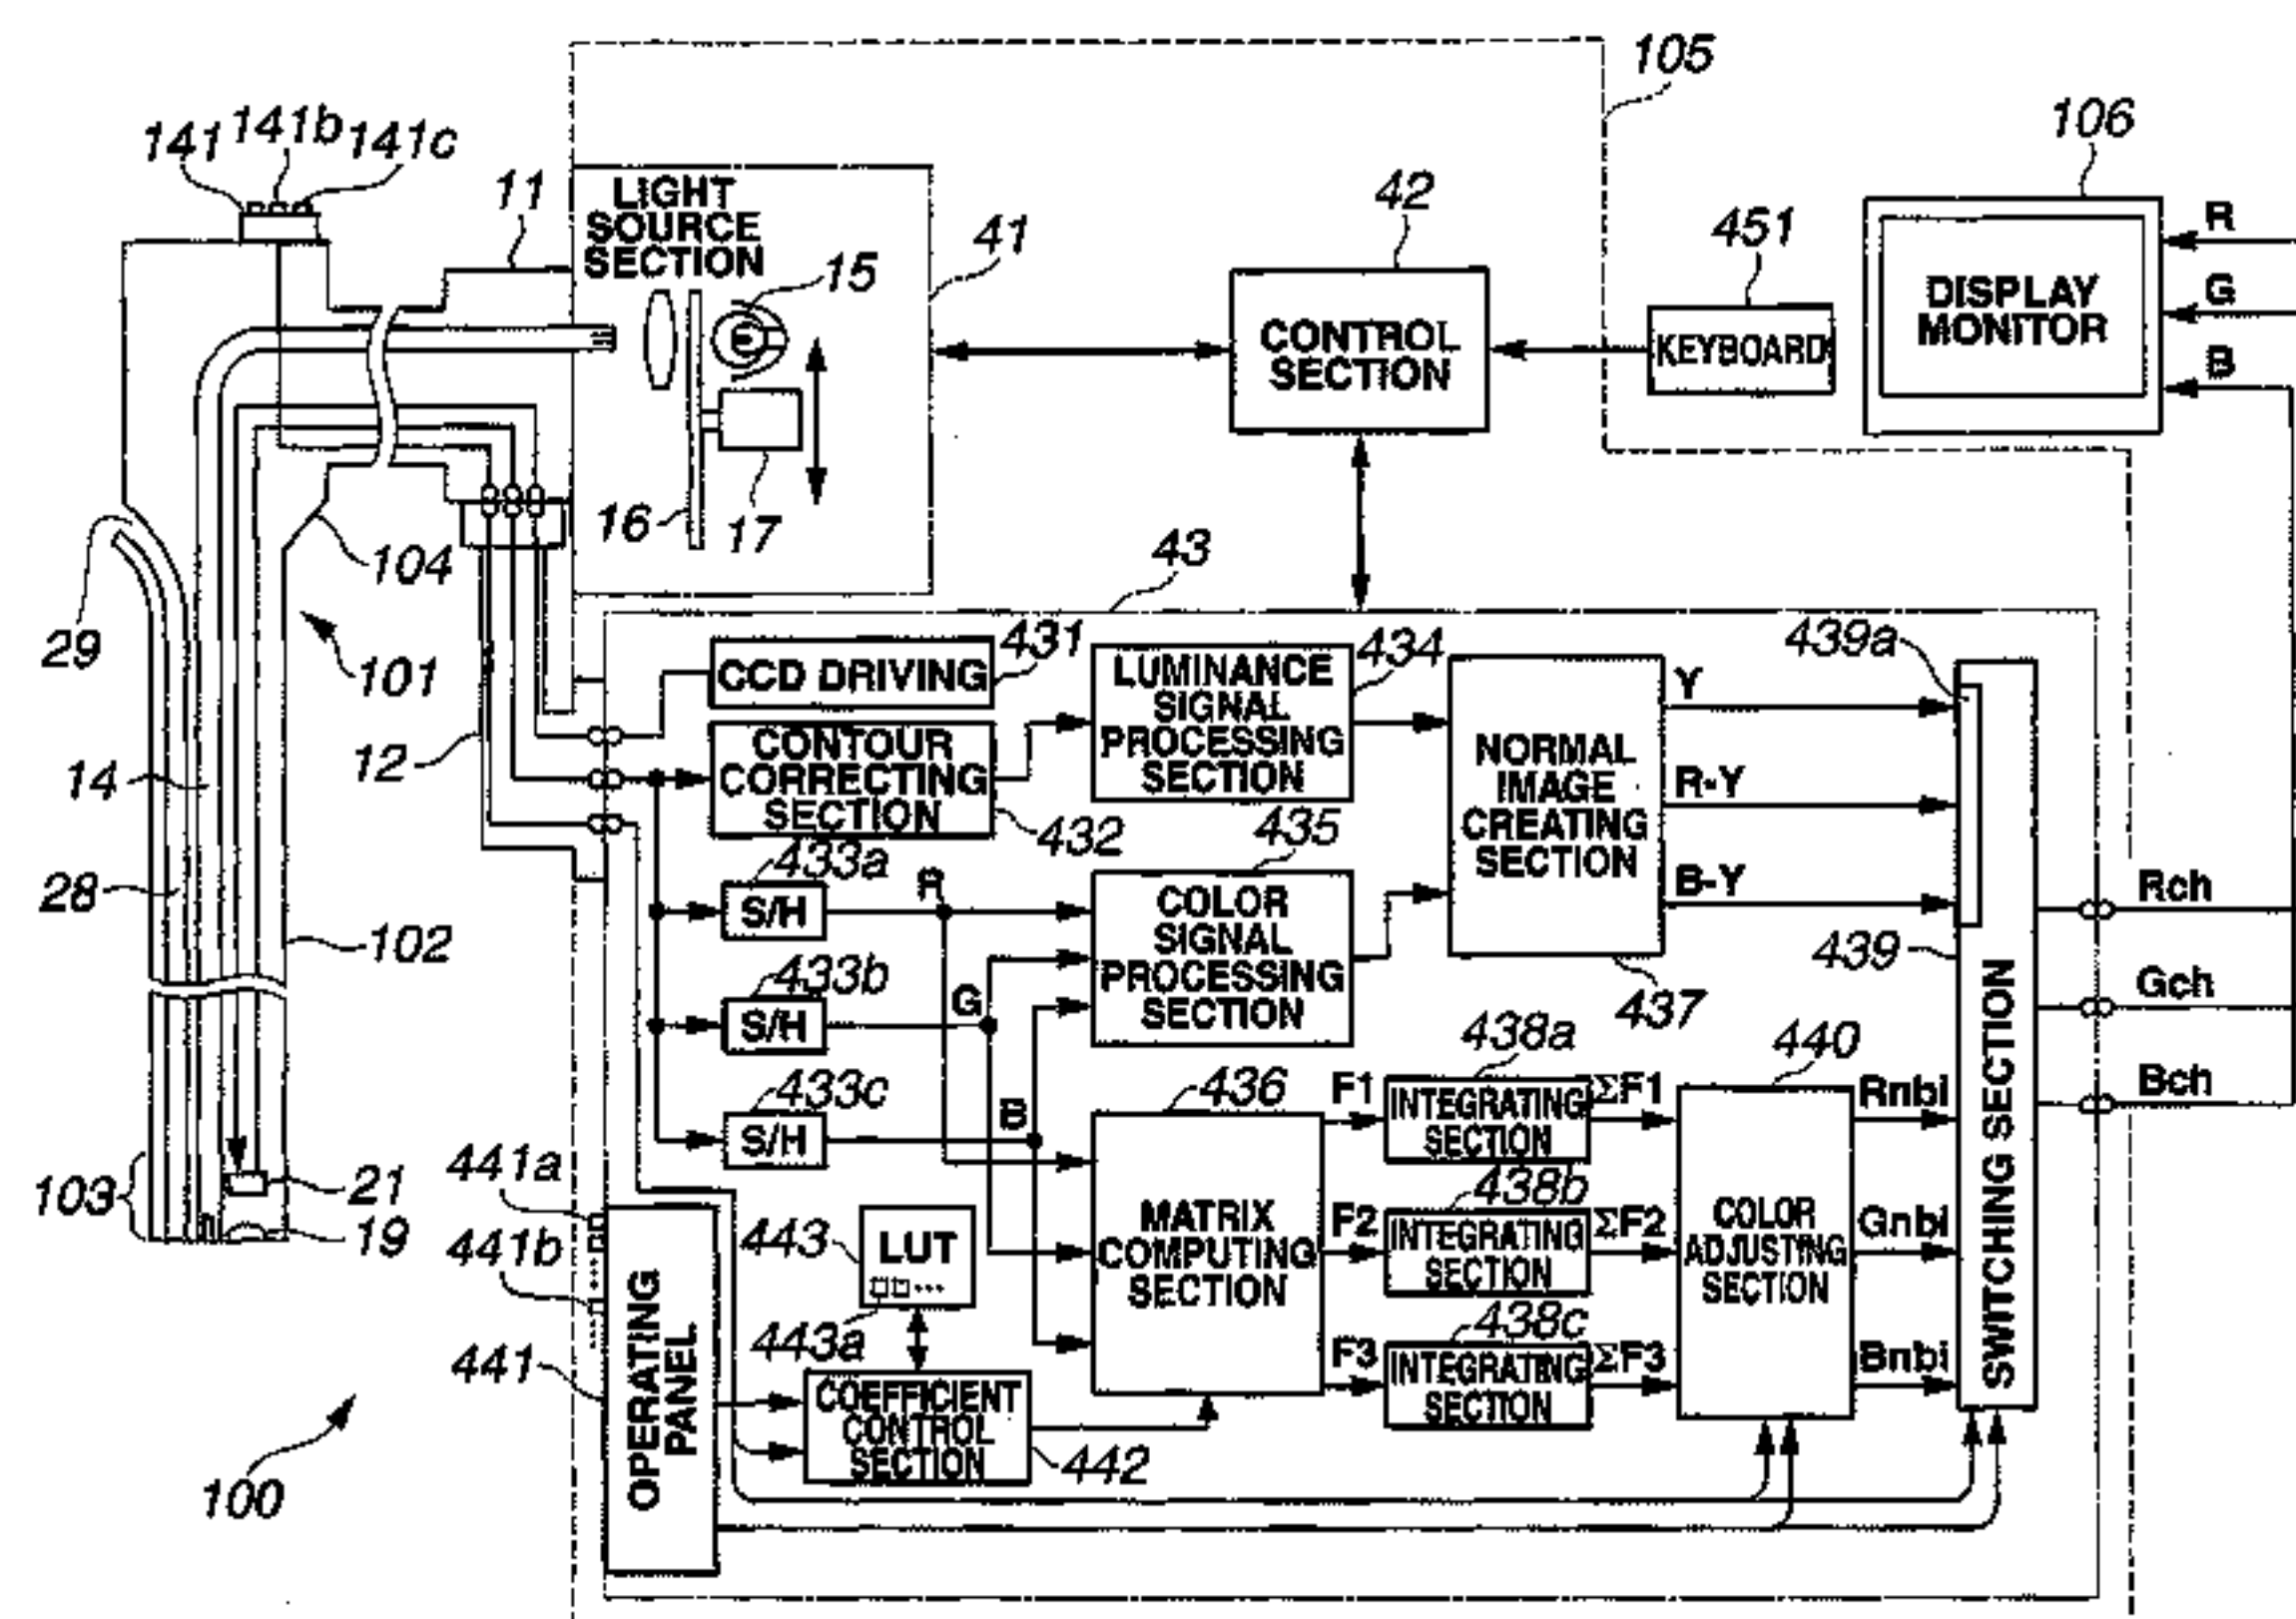 105
106
141
141b
141c
11
LIGHT
SOURCE
SECTION
41
15
16
17
42
CONTROL
SECTION
451
KEYBOARD
DISPLAY
MONITOR
R
G
B
29
104
101
12
14
28
102
103
21
19
100
43
CCD DRIVING
431
CONTOUR
CORRECTING
SECTION
432
LUMINANCE
SIGNAL
PROCESSING
SECTION
434
NORMAL
IMAGE
CREATING
SECTION
437
Y
R-Y
B-Y
439a
439
SWITCHING SECTION
Rch
Gch
Bch
433a
S/H
R
433b
S/H
G
433c
S/H
B
435
COLOR
SIGNAL
PROCESSING
SECTION
436
MATRIX
COMPUTING
SECTION
F1
F2
F3
438a
INTEGRATING
SECTION
438b
INTEGRATING
SECTION
438c
INTEGRATING
SECTION
ΣF1
ΣF2
ΣF3
440
COLOR
ADJUSTING
SECTION
Rnbi
Gnbi
Bnbi
441a
441b
441
OPERATING
PANEL
443
LUT
443a
COEFFICIENT
CONTROL
SECTION
442